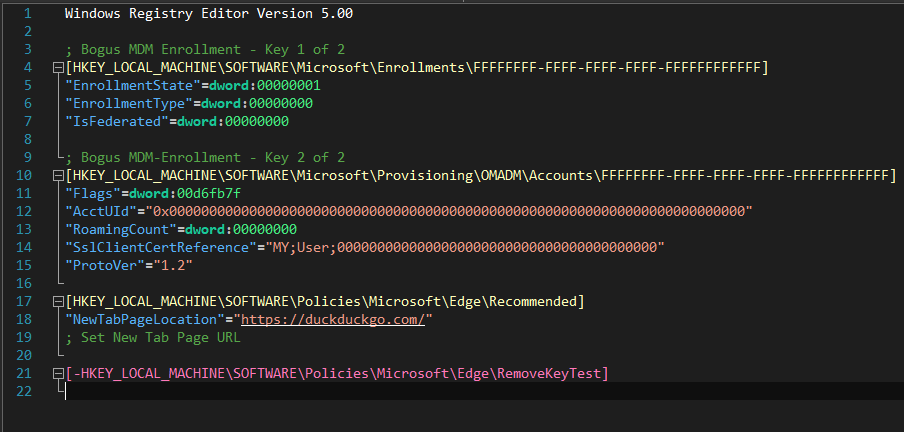 1 Windows Registry Editor Version 5.00
2
3 ; Bogus MDM Enrollment - Key 1 of 2
4 [HKEY_LOCAL_MACHINE\SOFTWARE\Microsoft\Enrollments\FFFFFFFF-FFFF-FFFF-FFFF-FFFFFFFFFFFF]
5 "EnrollmentState"=dword:00000001
6 "EnrollmentType"=dword:00000000
7 "IsFederated"=dword:00000000
8
9 ; Bogus MDM-Enrollment - Key 2 of 2
10 [HKEY_LOCAL_MACHINE\SOFTWARE\Microsoft\Provisioning\OMADM\Accounts\FFFFFFFF-FFFF-FFFF-FFFF-FFFFFFFFFFFF]
11 "Flags"=dword:00d6fb7f
12 "AcctUId"="0x000000000000000000000000000000000000000000000000000000000000000000000000"
13 "RoamingCount"=dword:00000000
14 "SslClientCertReference"="MY;User;0000000000000000000000000000000000000000"
15 "ProtoVer"="1.2"
16
17 [HKEY_LOCAL_MACHINE\SOFTWARE\Policies\Microsoft\Edge\Recommended]
18 "NewTabPageLocation"="https://duckduckgo.com/"
19 ; Set New Tab Page URL
20
21 [-HKEY_LOCAL_MACHINE\SOFTWARE\Policies\Microsoft\Edge\RemoveKeyTest]
22